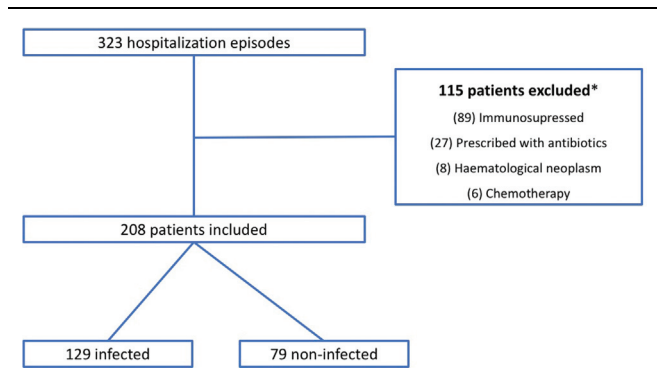 323 hospitalization episodes
115 patients excluded*
(89) Immunosupressed
(27) Prescribed with antibiotics
(8) Haematological neoplasm
(6) Chemotherapy
208 patients included
129 infected
79 non-infected